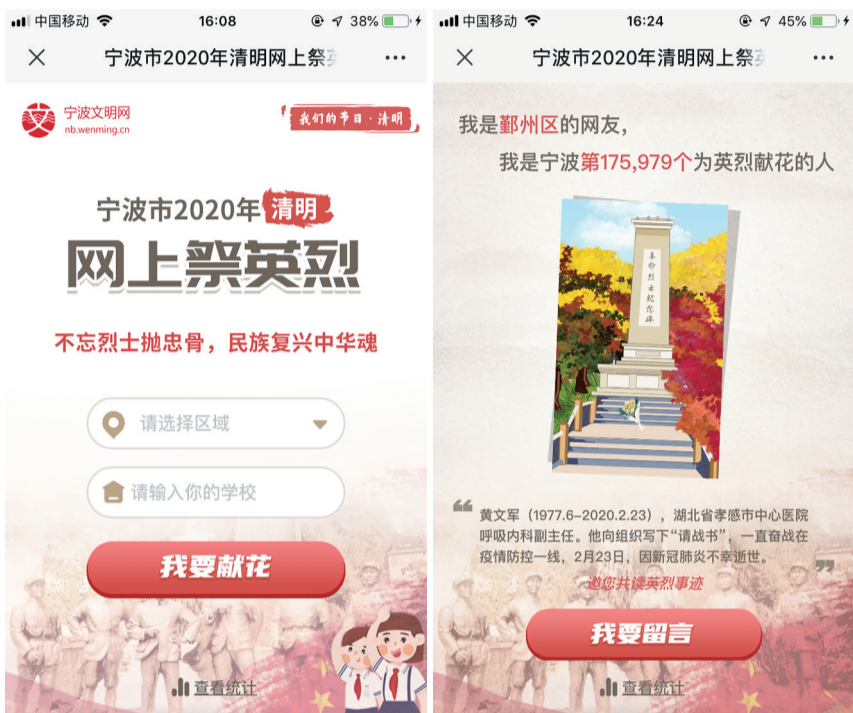 中国移动
16:08
38%
宁波市2020年清明网上祭英
宁波文明网
nb.wenming.cn
我们的节日·清明
宁波市2020年清明
网上祭英烈
不忘烈士抛忠骨，民族复兴中华魂
请选择区域
请输入你的学校
我要献花
查看统计
中国移动
16:24
45%
宁波市2020年清明网上祭英
我是鄞州区的网友，
我是宁波第175,979个为英烈献花的人
革命烈士纪念碑
黄文军（1977.6-2020.2.23），湖北省孝感市中心医院
呼吸内科副主任。他向组织写下“请战书”，一直奋战在
疫情防控一线，2月23日，因新冠肺炎不幸逝世。
邀您共读英烈事迹
我要留言
查看统计